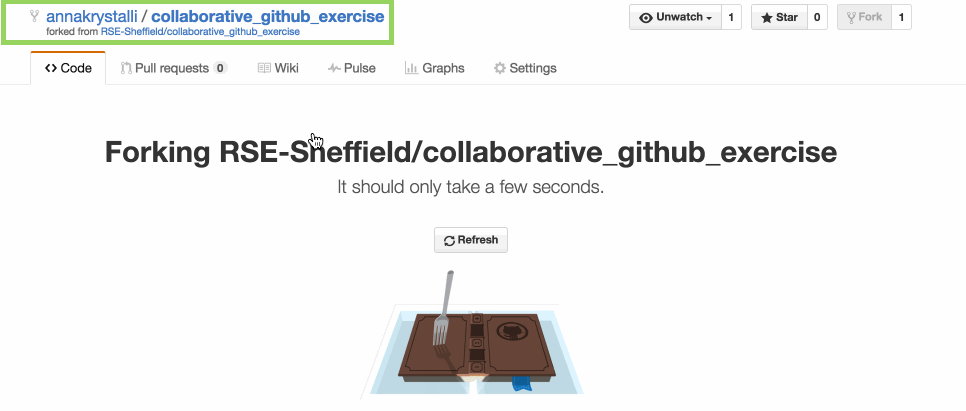 annakrystalli / collaborative_github_exercise
forked from RSE-Sheffield/collaborative_github_exercise
Unwatch 1 Star 0 Fork 1
Code Pull requests 0 Wiki Pulse Graphs Settings
Forking RSE-Sheffield/collaborative_github_exercise
It should only take a few seconds.
Refresh